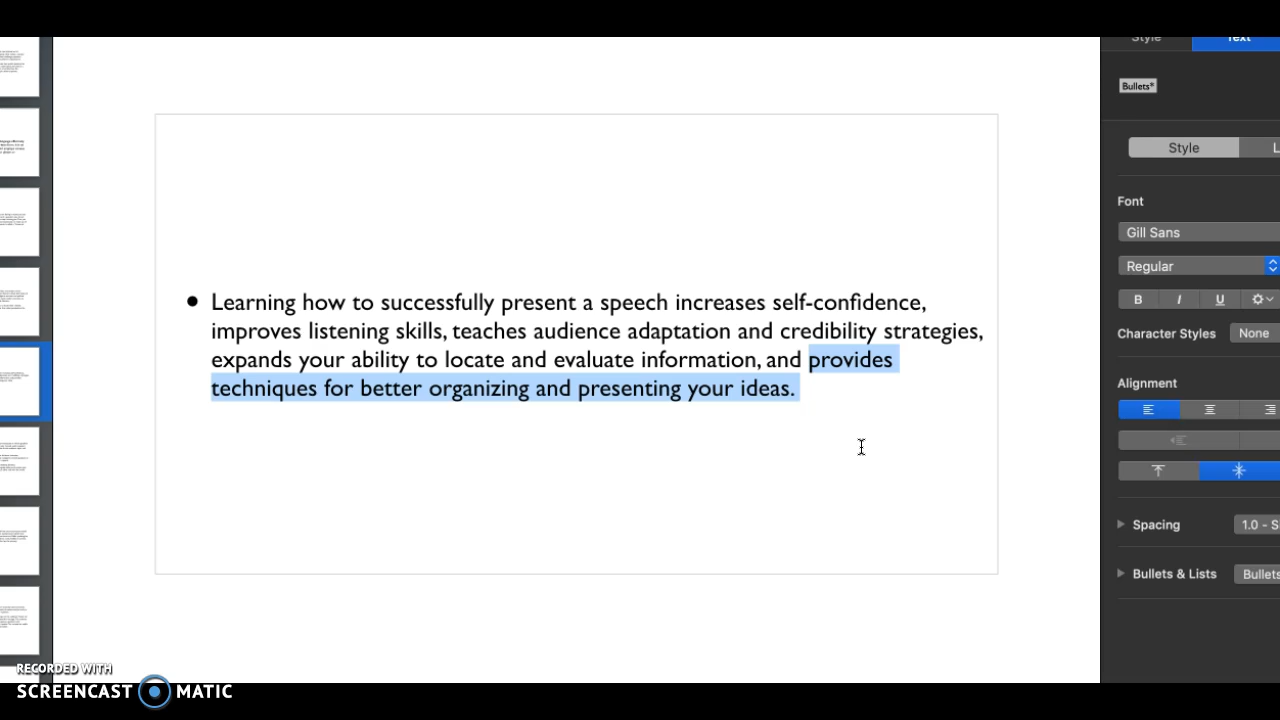 Style
Text
Bullets*
Style
L
Font
Gill Sans
Regular
B I U
Character Styles None
Alignment
• Learning how to successfully present a speech increases self-confidence,
improves listening skills, teaches audience adaptation and credibility strategies,
expands your ability to locate and evaluate information, and provides
techniques for better organizing and presenting your ideas.
Spacing 1.0 - S
Bullets & Lists Bullets
RECORDED WITH
SCREENCAST MATIC